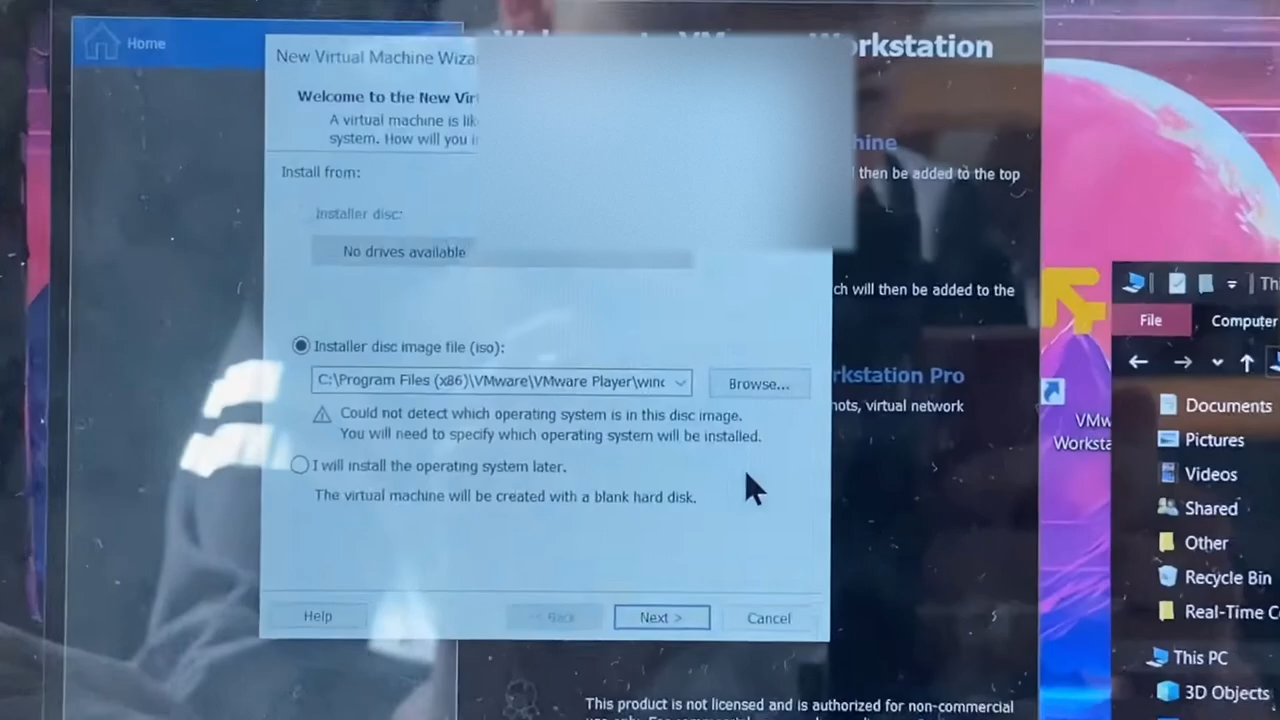 Home
orkstation
New Virtual Machine Wiza
Welcome to the New Vir
A virtual machine is lik
system. How will you i
hine
then be added to the top
Install from:
Installer disc:
No drives available
ch will then be added to the
Installer disc image file (iso):
C:\Program Files (x86)\VMware\VMware Player\winc
Browse...
Could not detect which operating system is in this disc image.
You will need to specify which operating system will be installed.
I will install the operating system later.
The virtual machine will be created with a blank hard disk.
rkstation Pro
hots, virtual network
Help
< Back
Next >
Cancel
This product is not licensed and is authorized for non-commercial
VMw
Worksta
Th
File
Computer
Documents
Pictures
Videos
Shared
Other
Recycle Bin
Real-Time C
This PC
3D Objects